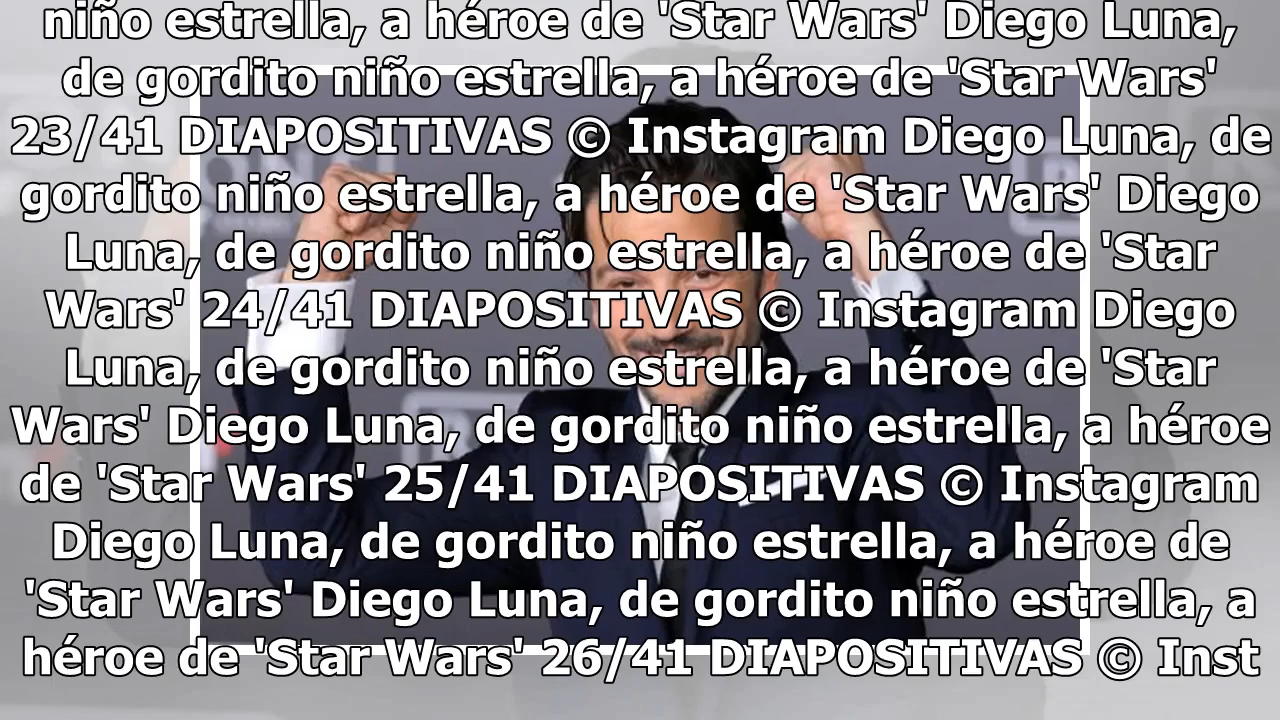 niño estrella, a héroe de 'Star Wars' Diego Luna,
de gordito niño estrella, a héroe de 'Star Wars'
23/41 DIAPOSITIVAS © Instagram Diego Luna, de
gordito niño estrella, a héroe de 'Star Wars' Diego
Luna, de gordito niño estrella, a héroe de 'Star
Wars' 24/41 DIAPOSITIVAS © Instagram Diego
Luna, de gordito niño estrella, a héroe de 'Star
Wars' Diego Luna, de gordito niño estrella, a héroe
de 'Star Wars' 25/41 DIAPOSITIVAS © Instagram
Diego Luna, de gordito niño estrella, a héroe de
'Star Wars' Diego Luna, de gordito niño estrella, a
héroe de 'Star Wars' 26/41 DIAPOSITIVAS © Inst